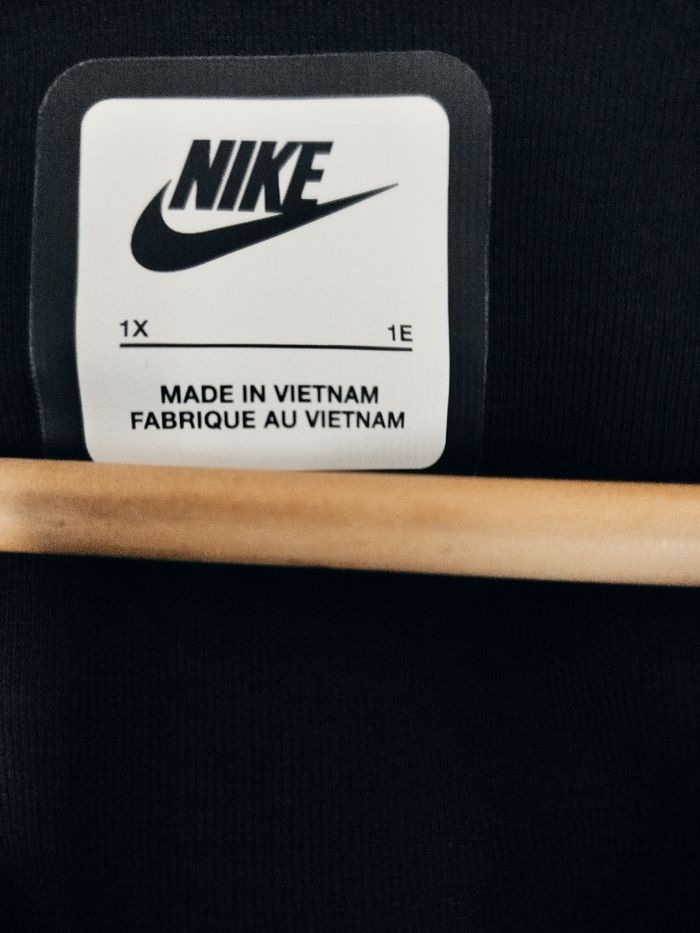 NIKE
1X 1E
MADE IN VIETNAM
FABRIQUE AU VIETNAM